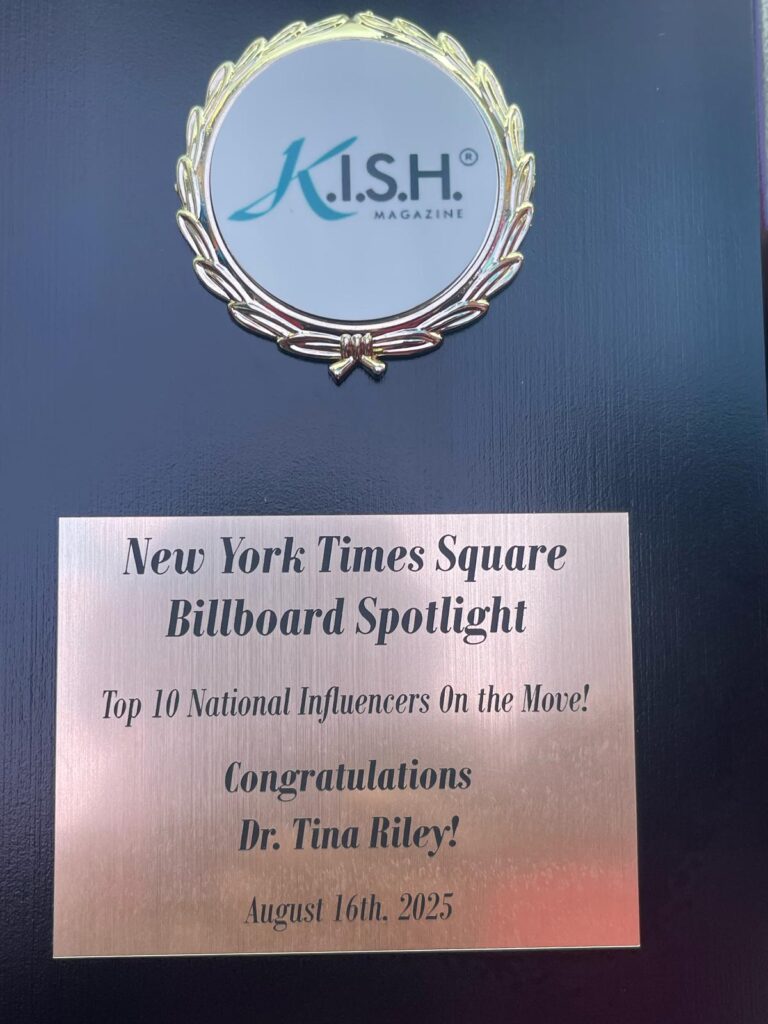 K.I.S.H.®
MAGAZINE
New York Times Square
Billboard Spotlight
Top 10 National Influencers On the Move!
Congratulations
Dr. Tina Riley!
August 16th. 2025